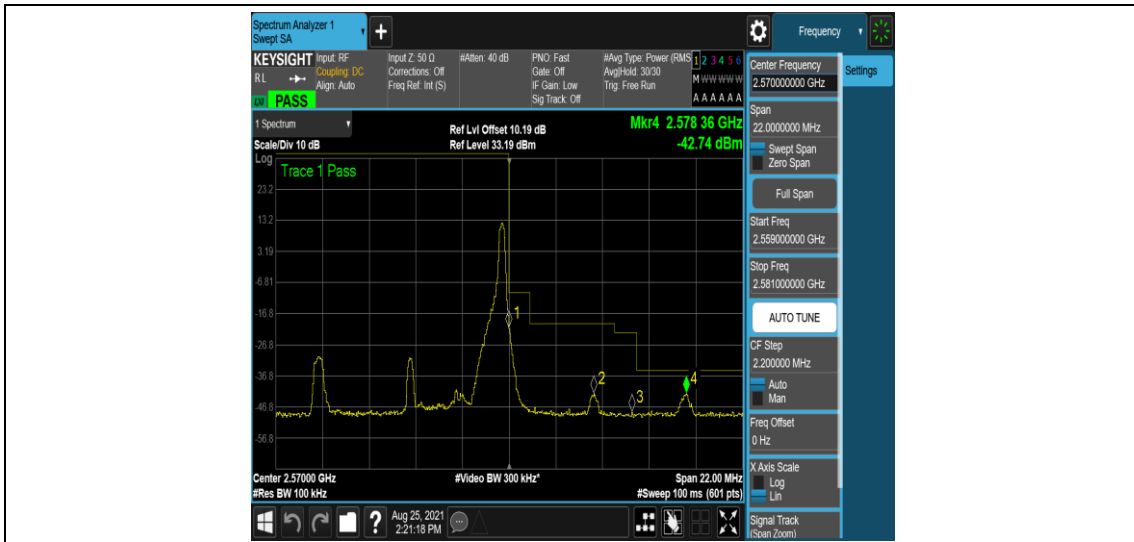 Spectrum Analyzer 1
Swept SA
+
Frequency
KEYSIGHT
RL
Input: RF
Coupling: DC
Align: Auto
Input Z: 50 Ω
Corrections: Off
Freq Ref: Int (S)
#Atten: 40 dB
PNO: Fast
Gate: Off
IF Gain: Low
Sig Track: Off
#Avg Type: Power (RMS
Avg|Hold: 30/30
Trig: Free Run
1 2 3 4 5 6
M W W W W W
A A A A A A
PASS
1 Spectrum
Scale/Div 10 dB
Ref Lvl Offset 10.19 dB
Ref Level 33.19 dBm
Mkr4 2.578 36 GHz
-42.74 dBm
Log
Trace 1 Pass
23.2
13.2
3.19
-6.81
-16.8
-26.8
-36.8
-46.8
-56.8
1
2
3
4
Center 2.57000 GHz
#Res BW 100 kHz
#Video BW 300 kHz*
Span 22.00 MHz
#Sweep 100 ms (601 pts)
Center Frequency
2.570000000 GHz
Settings
Span
22.0000000 MHz
Swept Span
Zero Span
Full Span
Start Freq
2.559000000 GHz
Stop Freq
2.581000000 GHz
AUTO TUNE
CF Step
2.200000 MHz
Auto
Man
Freq Offset
0 Hz
X Axis Scale
Log
Lin
Signal Track
(Span Zoom)
?
Aug 25, 2021
2:21:18 PM